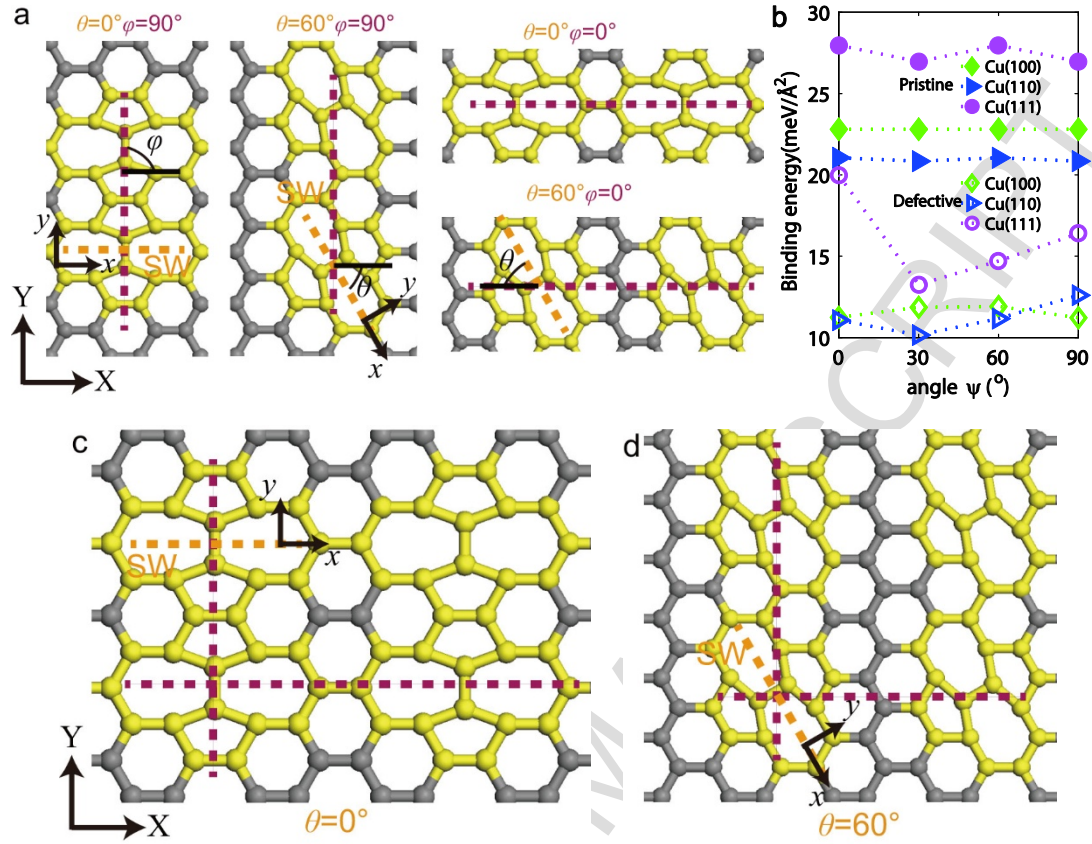 a
θ=0° φ=90°
θ=60° φ=90°
θ=0° φ=0°
φ
y
x
SW
Y
X
SW
θ
y
x
θ=60° φ=0°
θ
b
Binding energy(meV/Å²)
30
25
20
15
10
Pristine
Cu(100)
Cu(110)
Cu(111)
Defective
Cu(100)
Cu(110)
Cu(111)
0
30
60
90
angle ψ (°)
c
y
x
SW
Y
X
θ=0°
d
SW
y
x
θ=60°